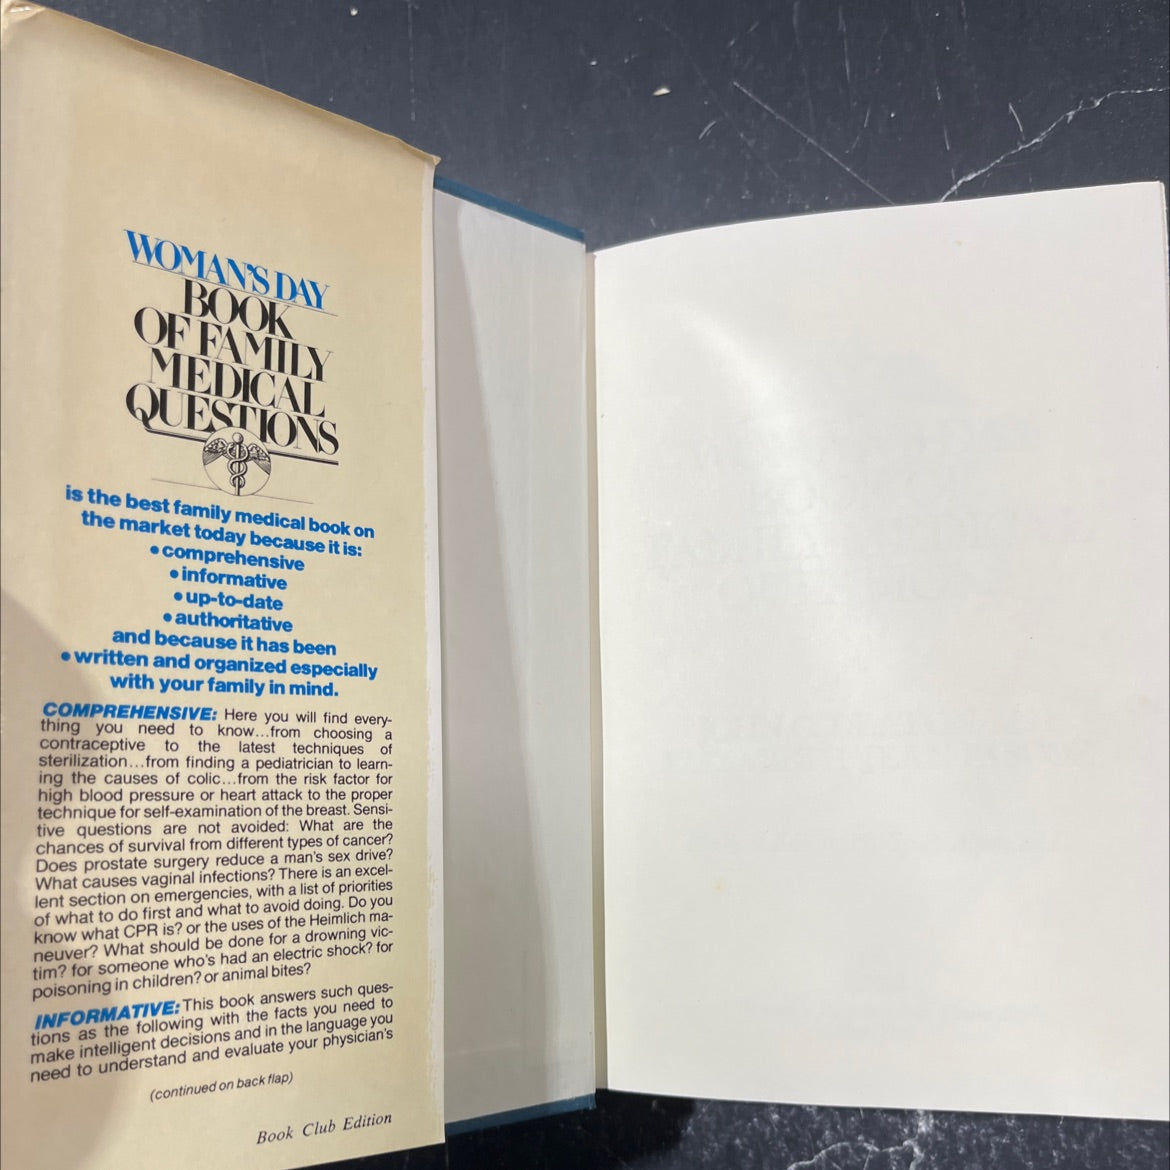 WOMAN'S DAY
BOOK
OF FAMILY
MEDICAL
QUESTIONS
is the best family medical book on
the market today because it is:
• comprehensive
• informative
• up-to-date
• authoritative
and because it has been
• written and organized especially
with your family in mind.
COMPREHENSIVE: Here you will find every-
thing you need to know...from choosing a
contraceptive to the latest techniques of
sterilization...from finding a pediatrician to learn-
ing the causes of colic...from the risk factor for
high blood pressure or heart attack to the proper
technique for self-examination of the breast. Sensi-
tive questions are not avoided: What are the
chances of survival from different types of cancer?
Does prostate surgery reduce a man's sex drive?
What causes vaginal infections? There is an excel-
lent section on emergencies, with a list of priorities
of what to do first and what to avoid doing. Do you
know what CPR is? or the uses of the Heimlich ma-
neuver? What should be done for a drowning vic-
tim? for someone who's had an electric shock? for
poisoning in children? or animal bites?
INFORMATIVE: This book answers such ques-
tions as the following with the facts you need to
make intelligent decisions and in the language you
need to understand and evaluate your physician's
(continued on back flap)
Book Club Edition